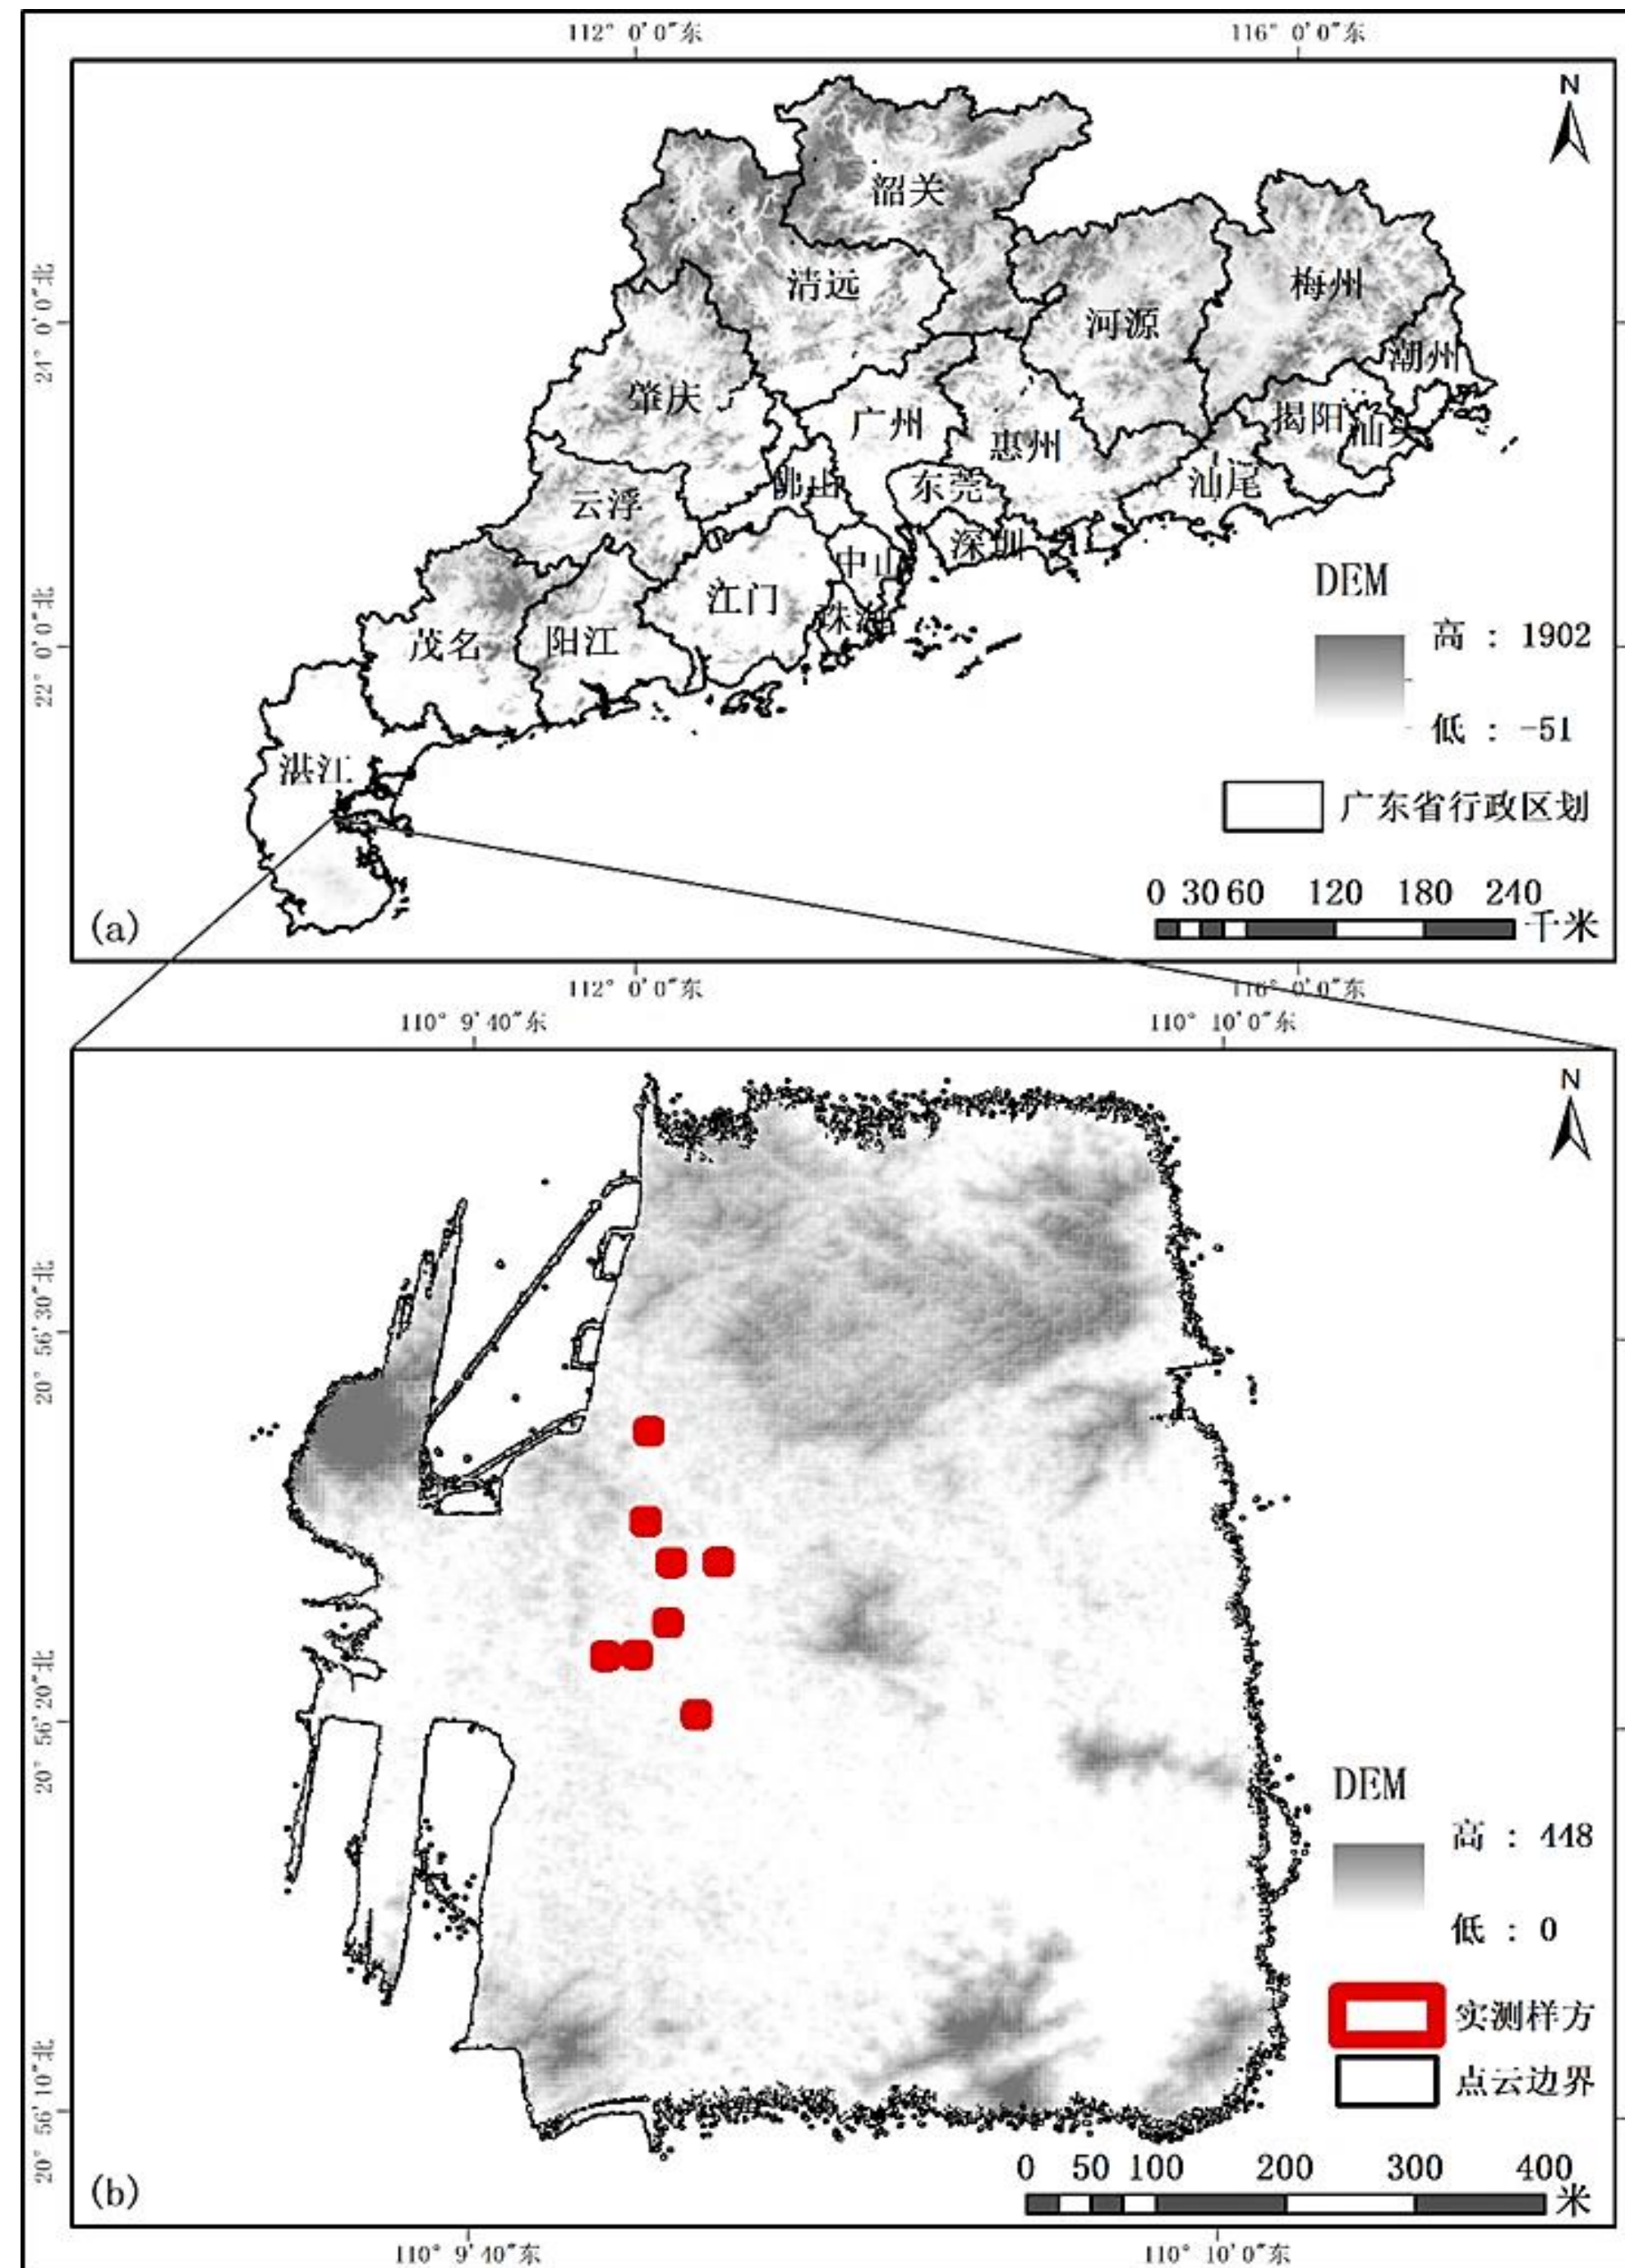 112° 0'0"东
116° 0'0"东
N
韶关
清远
梅州
河源
潮州
肇庆
广州
揭阳
汕头
惠州
佛山
东莞
汕尾
云浮
深圳
中山
江门
珠海
茂名
阳江
湛江
24° 0'0"北
22° 0'0"北
DEM
高 : 1902
低 : -51
广东省行政区划
0 30 60 120 180 240
千米
(a)
112° 0'0"东
116° 0'0"东
110° 9'40"东
110° 10'0"东
N
20° 56'30"北
20° 56'20"北
20° 56'10"北
DEM
高 : 448
低 : 0
实测样方
点云边界
0 50 100 200 300 400
米
(b)
110° 9'40"东
110° 10'0"东